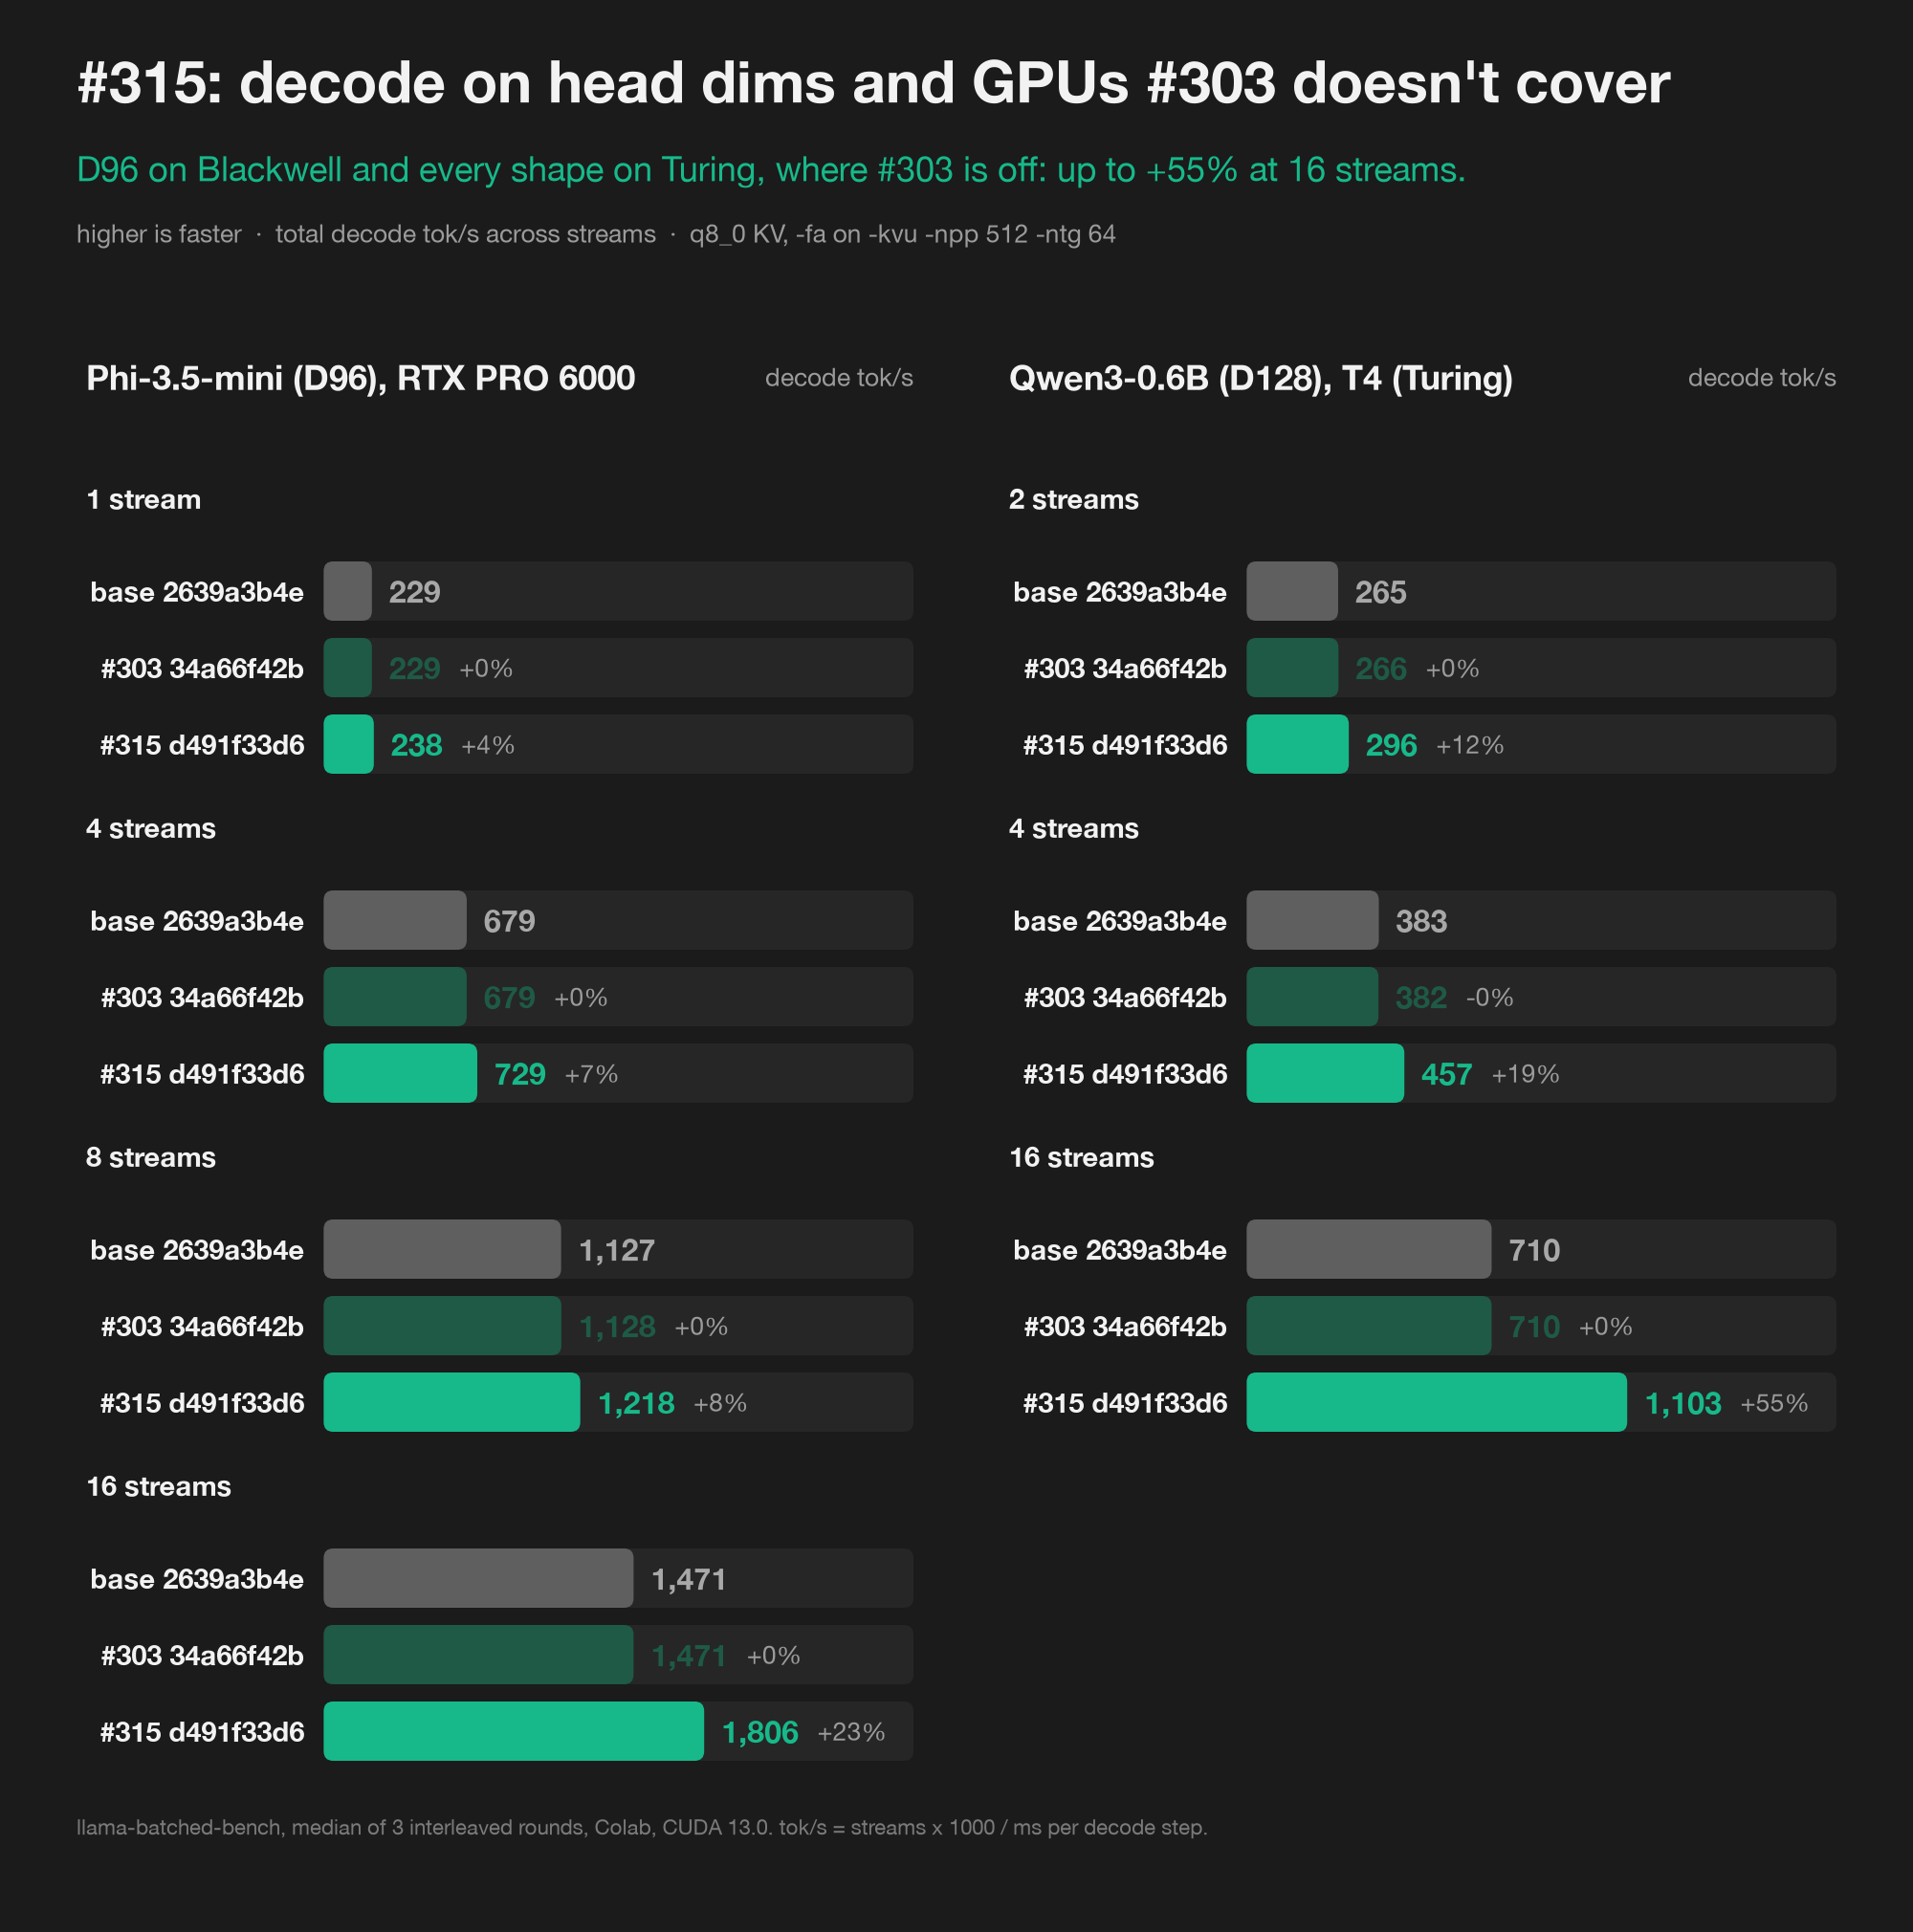 #315: decode on head dims and GPUs #303 doesn't cover
D96 on Blackwell and every shape on Turing, where #303 is off: up to +55% at 16 streams.
higher is faster · total decode tok/s across streams · q8_0 KV, -fa on -kvu -npp 512 -ntg 64
Phi-3.5-mini (D96), RTX PRO 6000 decode tok/s
1 stream
base 2639a3b4e 229
#303 34a66f42b 229 +0%
#315 d491f33d6 238 +4%
4 streams
base 2639a3b4e 679
#303 34a66f42b 679 +0%
#315 d491f33d6 729 +7%
8 streams
base 2639a3b4e 1,127
#303 34a66f42b 1,128 +0%
#315 d491f33d6 1,218 +8%
16 streams
base 2639a3b4e 1,471
#303 34a66f42b 1,471 +0%
#315 d491f33d6 1,806 +23%
Qwen3-0.6B (D128), T4 (Turing) decode tok/s
2 streams
base 2639a3b4e 265
#303 34a66f42b 266 +0%
#315 d491f33d6 296 +12%
4 streams
base 2639a3b4e 383
#303 34a66f42b 382 -0%
#315 d491f33d6 457 +19%
16 streams
base 2639a3b4e 710
#303 34a66f42b 710 +0%
#315 d491f33d6 1,103 +55%
llama-batched-bench, median of 3 interleaved rounds, Colab, CUDA 13.0. tok/s = streams x 1000 / ms per decode step.